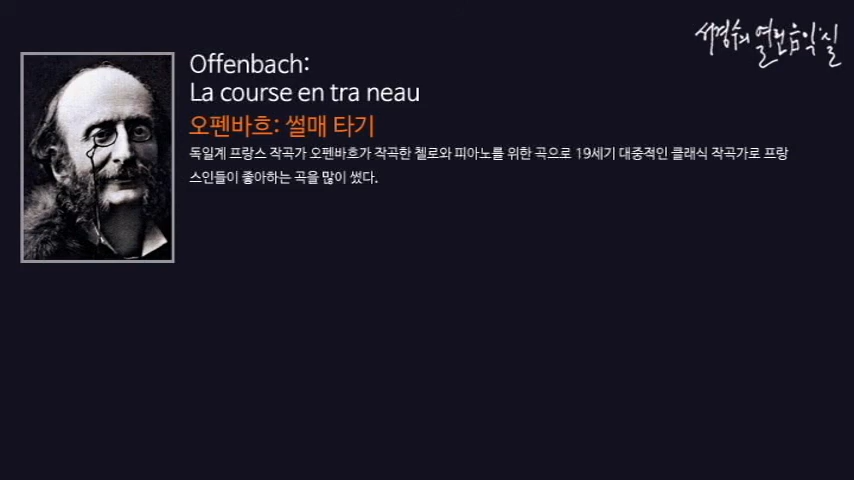 서경수의 열린음악실
Offenbach:
La course en tra neau
오펜바흐: 썰매 타기
독일계 프랑스 작곡가 오펜바흐가 작곡한 첼로와 피아노를 위한 곡으로 19세기 대중적인 클래식 작곡가로 프랑
스인들이 좋아하는 곡을 많이 썼다.